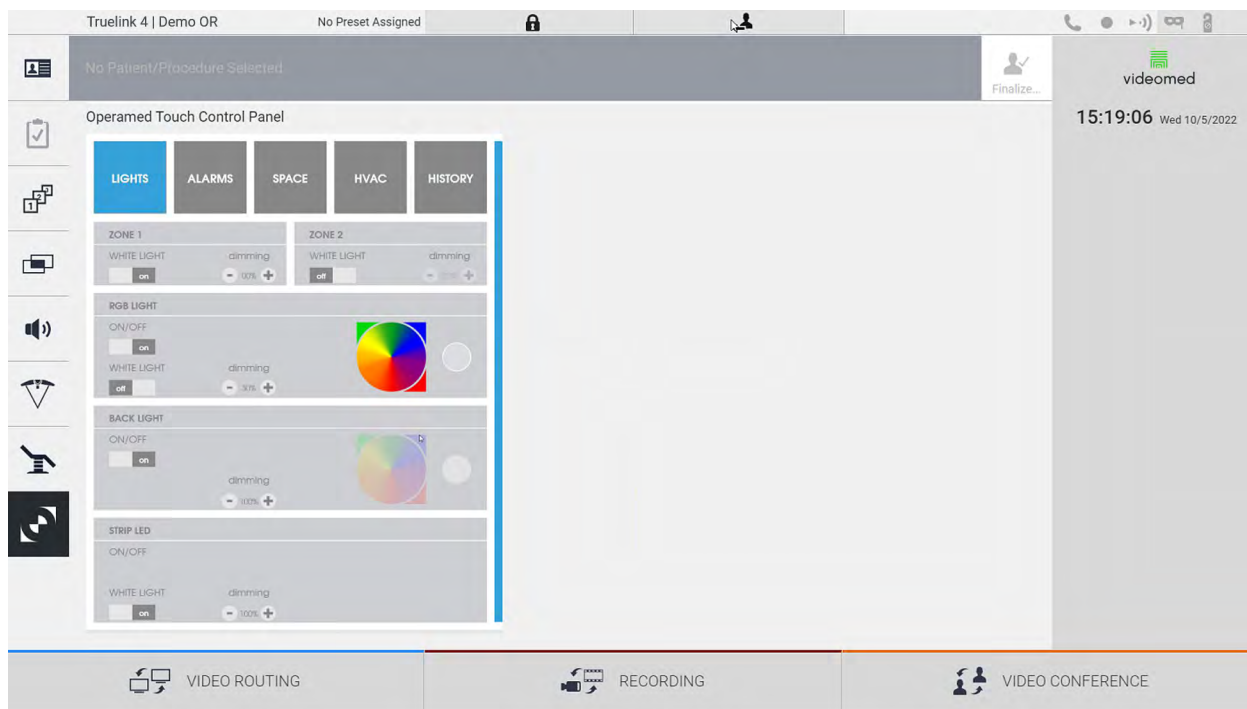 Truelink 4 | Demo OR
No Preset Assigned
No Patient/Procedure Selected
Finalize...
videomed
15:19:06 Wed 10/5/2022
Operamed Touch Control Panel
LIGHTS ALARMS SPACE HVAC HISTORY
ZONE 1
WHITE LIGHT dimming
on - +
ZONE 2
WHITE LIGHT dimming
off - +
RGB LIGHT
ON/OFF
on
WHITE LIGHT dimming
off - 50% +
BACK LIGHT
ON/OFF
on
dimming
- 100% +
STRIP LED
ON/OFF
WHITE LIGHT dimming
on - 100% +
VIDEO ROUTING
RECORDING
VIDEO CONFERENCE